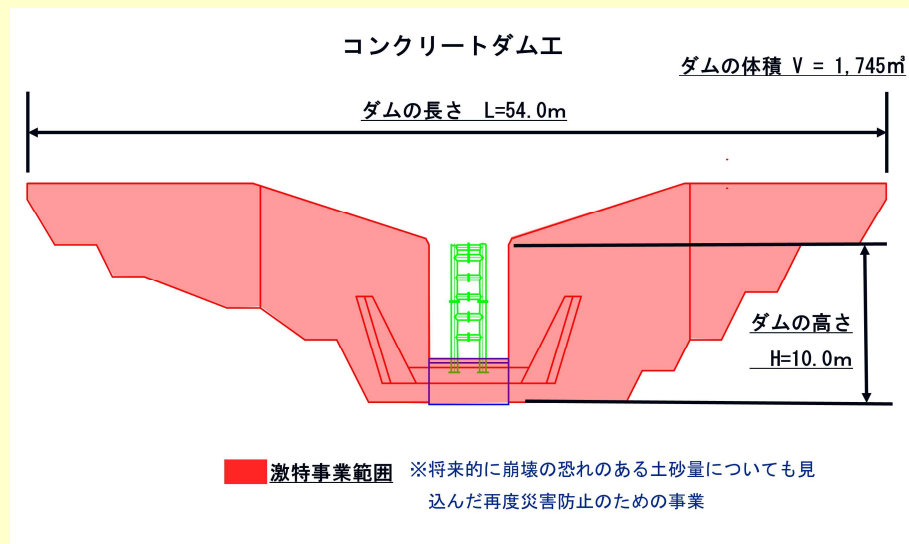 コンクリートダム工
ダムの体積 V = 1,745㎥
ダムの長さ L=54.0m
ダムの高さ
H=10.0m
激特事業範囲
※将来的に崩壊の恐れのある土砂量についても見
込んだ再度災害防止のための事業